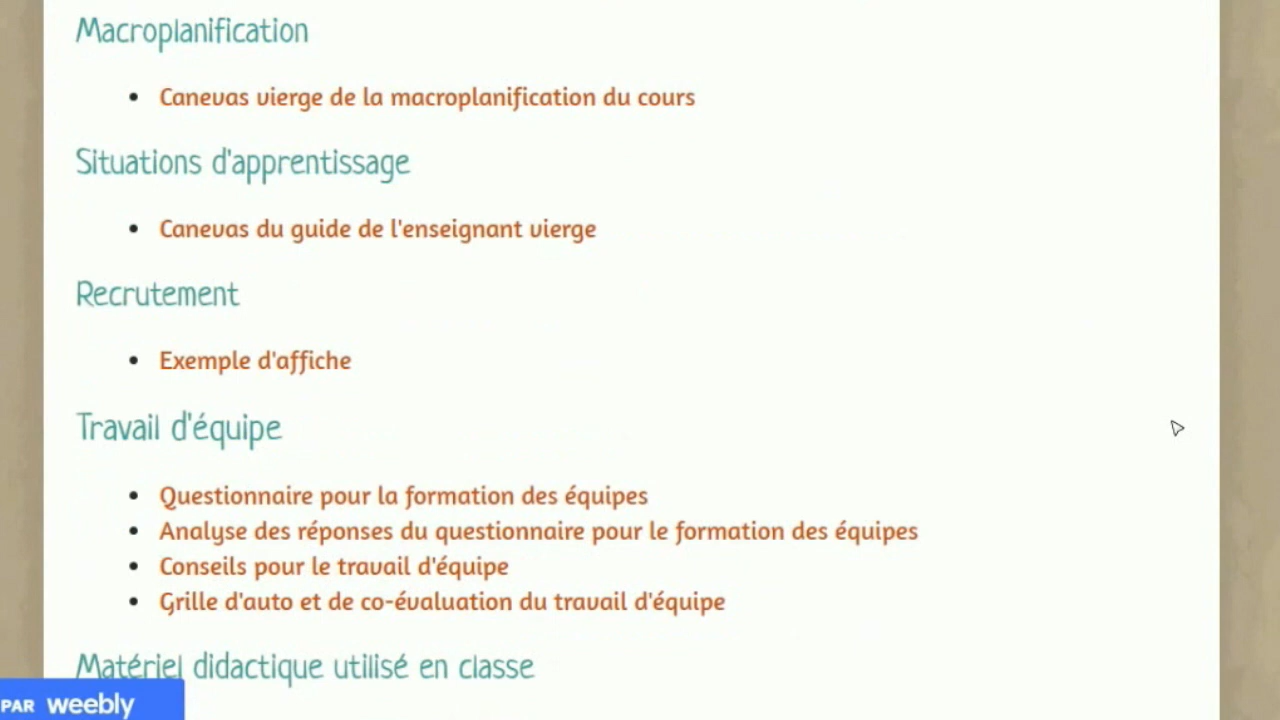 Macroplanification
Canevas vierge de la macroplanification du cours
Situations d'apprentissage
Canevas du guide de l'enseignant vierge
Recrutement
Exemple d'affiche
Travail d'équipe
Questionnaire pour la formation des équipes
Analyse des réponses du questionnaire pour le formation des équipes
Conseils pour le travail d'équipe
Grille d'auto et de co-évaluation du travail d'équipe
Matériel didactique utilisé en classe
PAR weebly